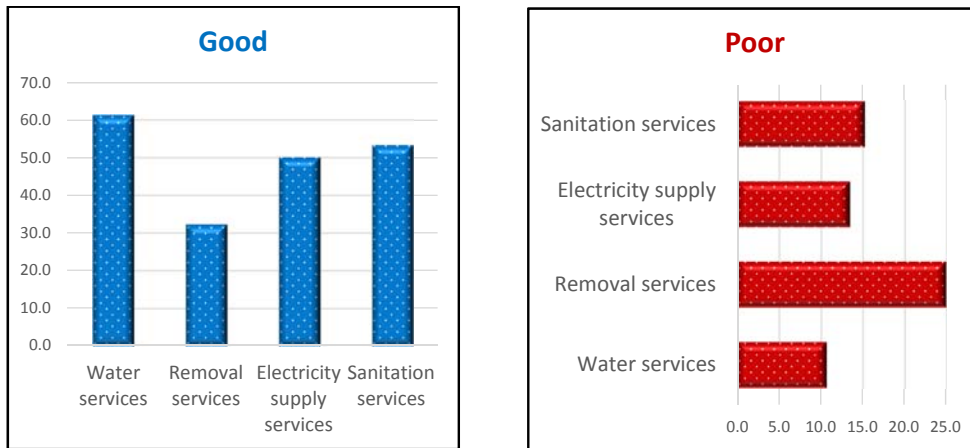 Good
70.0
60.0
50.0
40.0
30.0
20.0
10.0
0.0
Water services
Removal services
Electricity supply services
Sanitation services
Poor
Sanitation services
Electricity supply
services
Removal services
Water services
0.0 5.0 10.0 15.0 20.0 25.0